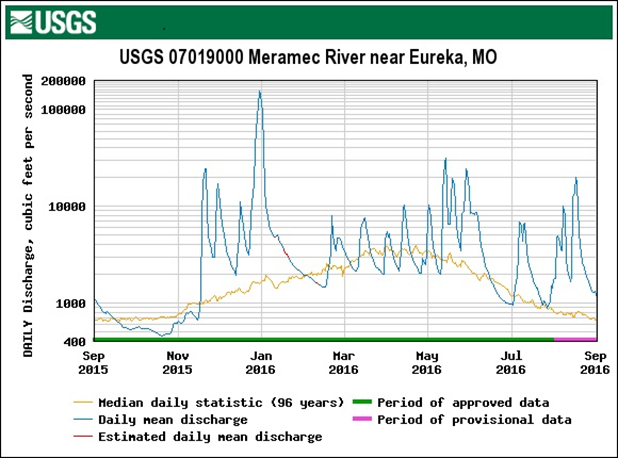 USGS
USGS 07019000 Meramec River near Eureka, MO
DAILY Discharge, cubic feet per second
200000
100000
10000
1000
400
Sep Nov Jan Mar May Jul Sep
2015 2015 2016 2016 2016 2016 2016
Median daily statistic (96 years) Period of approved data
Daily mean discharge Period of provisional data
Estimated daily mean discharge